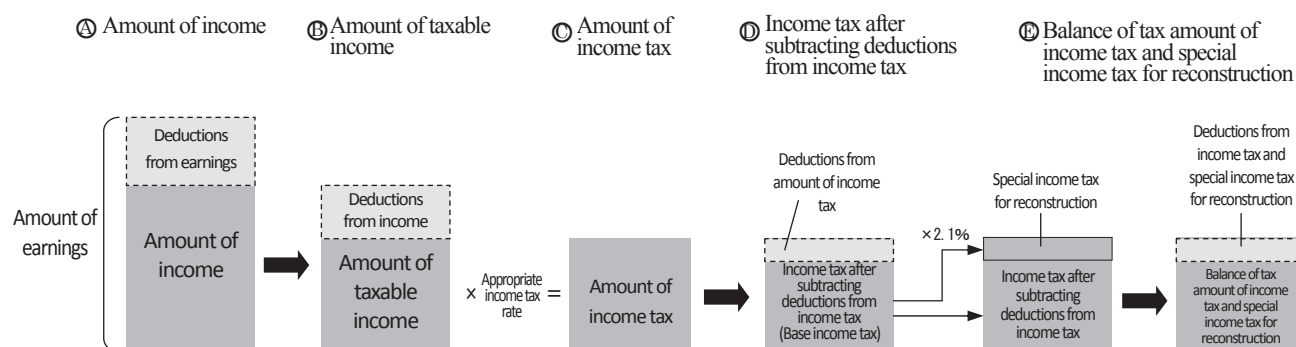 Ⓐ Amount of income
Ⓑ Amount of taxable
income
Ⓒ Amount of
income tax
Ⓓ Income tax after
subtracting deductions
from income tax
Ⓔ Balance of tax amount of
income tax and special
income tax for reconstruction
Amount of
earnings
Deductions
from earnings
Amount of
income
Deductions
from income
Amount of
taxable
income
×
Appropriate
income tax
rate
=
Amount of
income tax
Deductions from
amount of income
tax
Income tax after
subtracting
deductions from
income tax
(Base income tax)
×2.1%
Special income tax
for reconstruction
Income tax after
subtracting
deductions from
income tax
Deductions from
income tax and
special income tax
for reconstruction
Balance of tax
amount of income
tax and special
income tax for
reconstruction